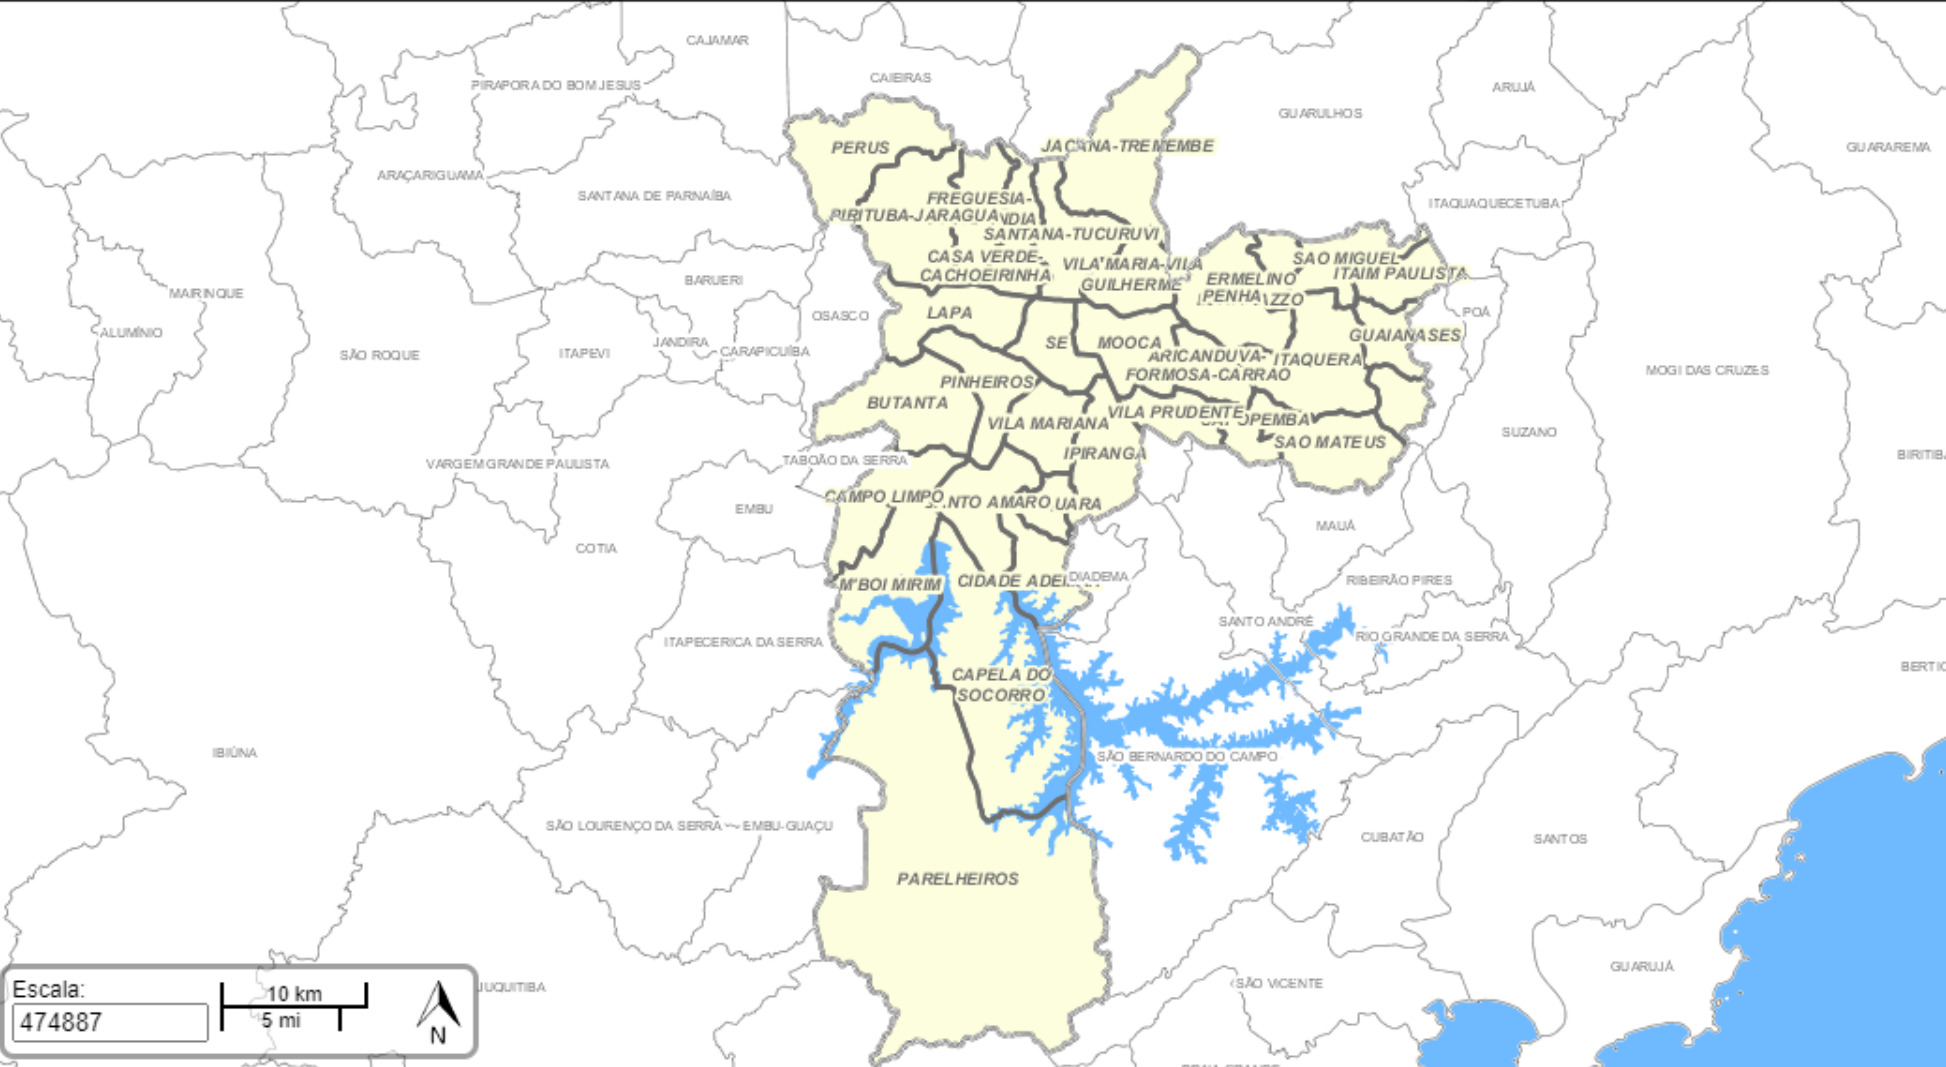 CAJAMAR
CAIEIRAS
PIRAPORA DO BOM JESUS
ARUJÁ
GUARULHOS
PERUS
JAÇANA-TREMEMBE
GUARAREMA
ARAÇARIGUAMA
SANTANA DE PARNAÍBA
FREGUESIA-
ITAQUAQUECETUBA
PIRITUBA-JARAGUA
SANTANA-TUCURUVI
CASA VERDE-
CACHOEIRINHA
VILA MARIA-VILA
GUILHERME
SAO MIGUEL
ITAIM PAULISTA
ERMELINO
PENHA
BARUERI
MAIRINQUE
LAPA
OSASCO
POÁ
ALUMÍNIO
SÃO ROQUE
ITAPEVI
JANDIRA
CARAPICUÍBA
SE
MOOCA
GUAIANASES
ARICANDUVA-
FORMOSA-CARRAO
ITAQUERA
MOGI DAS CRUZES
PINHEIROS
BUTANTA
VILA PRUDENTE
VILA MARIANA
SAO MATEUS
SUZANO
IPIRANGA
TABOÃO DA SERRA
VARGEM GRANDE PAULISTA
CAMPO LIMPO
AMARO
EMBU
MAUÁ
COTIA
M'BOI MIRIM
CIDADE
DIADEMA
RIBEIRÃO PIRES
SANTO ANDRÉ
RIO GRANDE DA SERRA
ITAPECERICA DA SERRA
CAPELA DO
SOCORRO
IBIÚNA
SÃO BERNARDO DO CAMPO
SÃO LOURENÇO DA SERRA
EMBU-GUAÇU
CUBATÃO
SANTOS
PARELHEIROS
GUARUJÁ
SÃO VICENTE
JUQUITIBA
Escala:
474887
10 km
5 mi
N